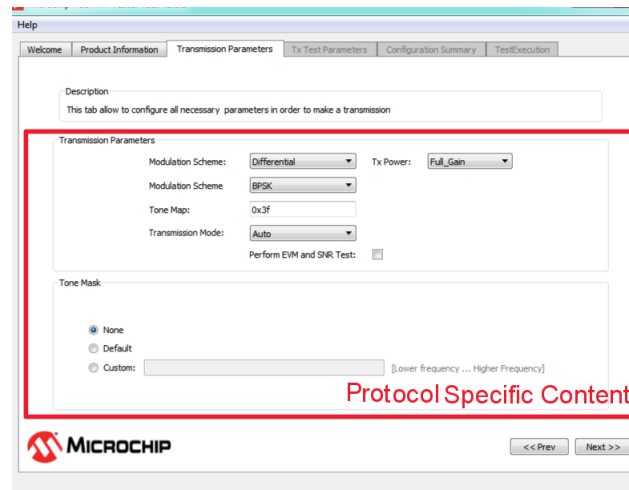 Help
Welcome Product Information Transmission Parameters Tx Test Parameters Configuration Summary TestExecution
Description
This tab allow to configure all necessary parameters in order to make a transmission
Transmission Parameters
Modulation Scheme: Differential Tx Power: Full_Gain
Modulation Scheme BPSK
Tone Map: 0x3f
Transmission Mode: Auto
Perform EVM and SNR Test:
Tone Mask
None
Default
Custom: [Lower frequency ... Higher Frequency]
Protocol Specific Content
MICROCHIP << Prev Next >>